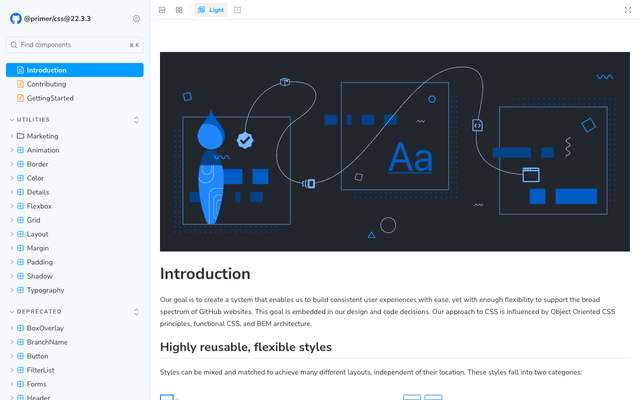 @primer/css@22.3.3
Find components
⌘ K
Introduction
Contributing
GettingStarted
UTILITIES
Marketing
Animation
Border
Color
Details
Flexbox
Grid
Layout
Margin
Padding
Shadow
Typography
DEPRECATED
BoxOverlay
BranchName
Button
FilterList
Forms
Header
Light
Aa
Introduction
Our goal is to create a system that enables us to build consistent user experiences with ease, yet with enough flexibility to support the broad
spectrum of GitHub websites. This goal is embedded in our design and code decisions. Our approach to CSS is influenced by Object Oriented CSS
principles, functional CSS, and BEM architecture.
Highly reusable, flexible styles
Styles can be mixed and matched to achieve many different layouts, independent of their location. These styles fall into two categories: